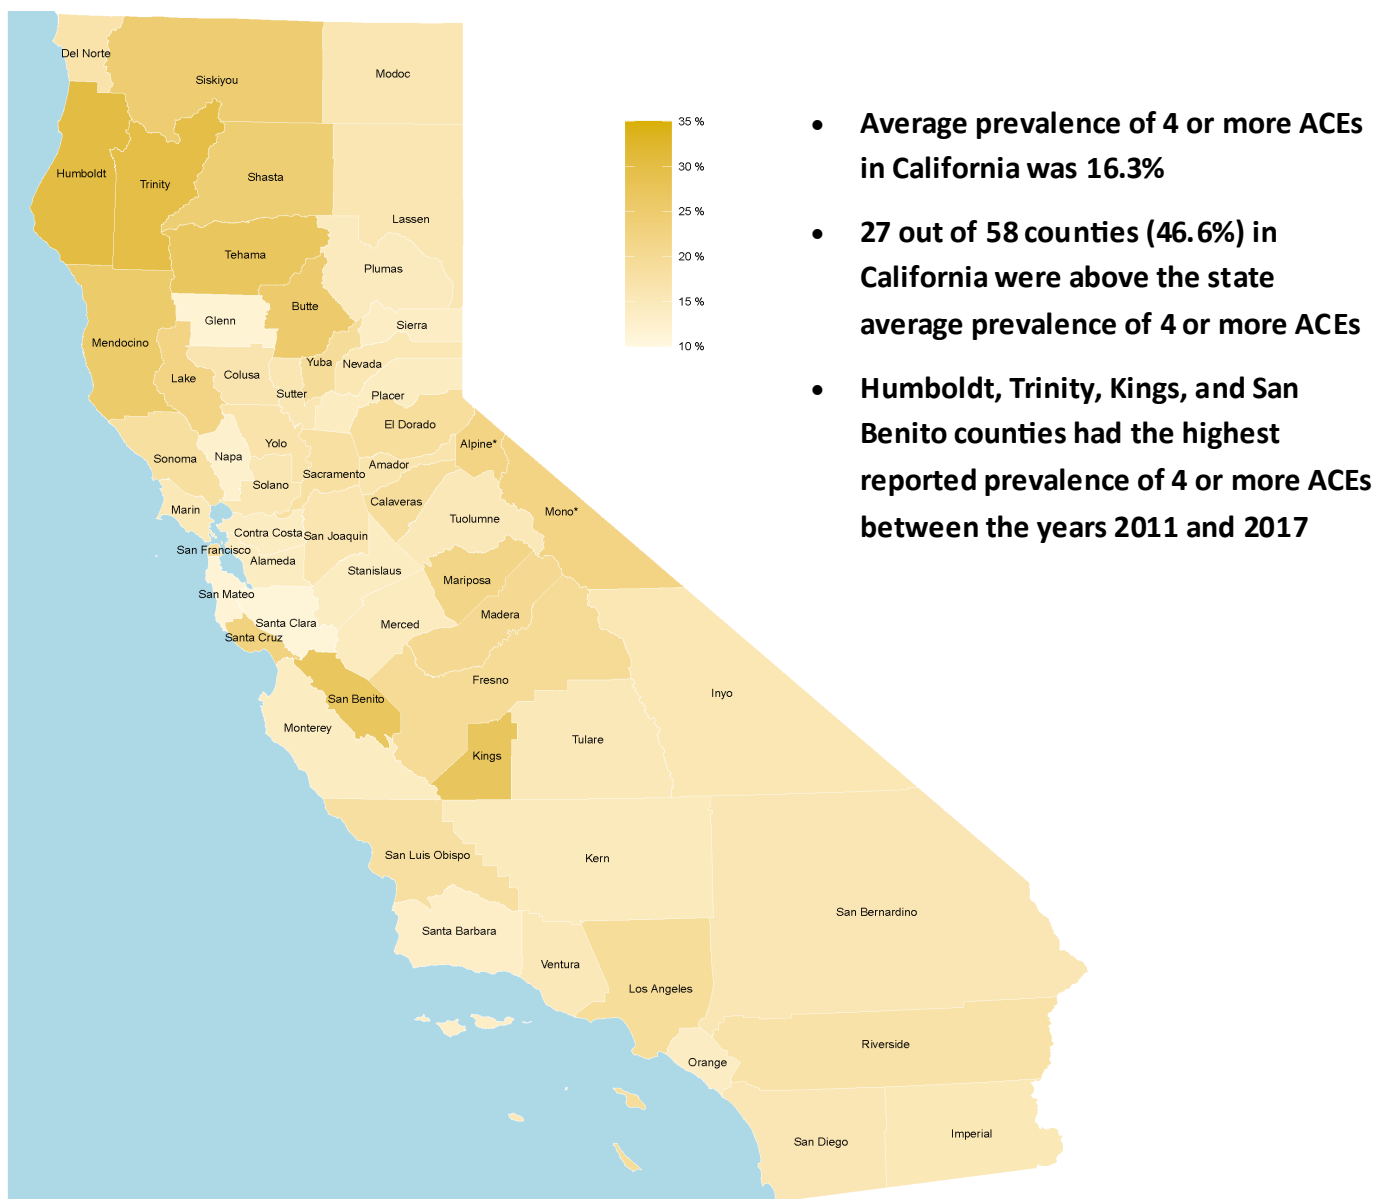 Del Norte
Siskiyou
Modoc
Humboldt
Trinity
Shasta
Lassen
Tehama
Plumas
Butte
Glenn
Sierra
Mendocino
Lake
Colusa
Yuba
Nevada
Sutter
Placer
El Dorado
Alpine*
Yolo
Sonoma
Napa
Sacramento
Amador
Solano
Calaveras
Marin
Tuolumne
Mono*
Contra Costa
San Joaquin
San Francisco
Alameda
Stanislaus
Mariposa
San Mateo
Madera
Santa Clara
Merced
Santa Cruz
Fresno
Inyo
San Benito
Monterey
Tulare
Kings
San Luis Obispo
Kern
San Bernardino
Santa Barbara
Ventura
Los Angeles
Riverside
Orange
San Diego
Imperial
35 %
30 %
25 %
20 %
15 %
10 %
• Average prevalence of 4 or more ACEs
in California was 16.3%
• 27 out of 58 counties (46.6%) in
California were above the state
average prevalence of 4 or more ACEs
• Humboldt, Trinity, Kings, and San
Benito counties had the highest
reported prevalence of 4 or more ACEs
between the years 2011 and 2017